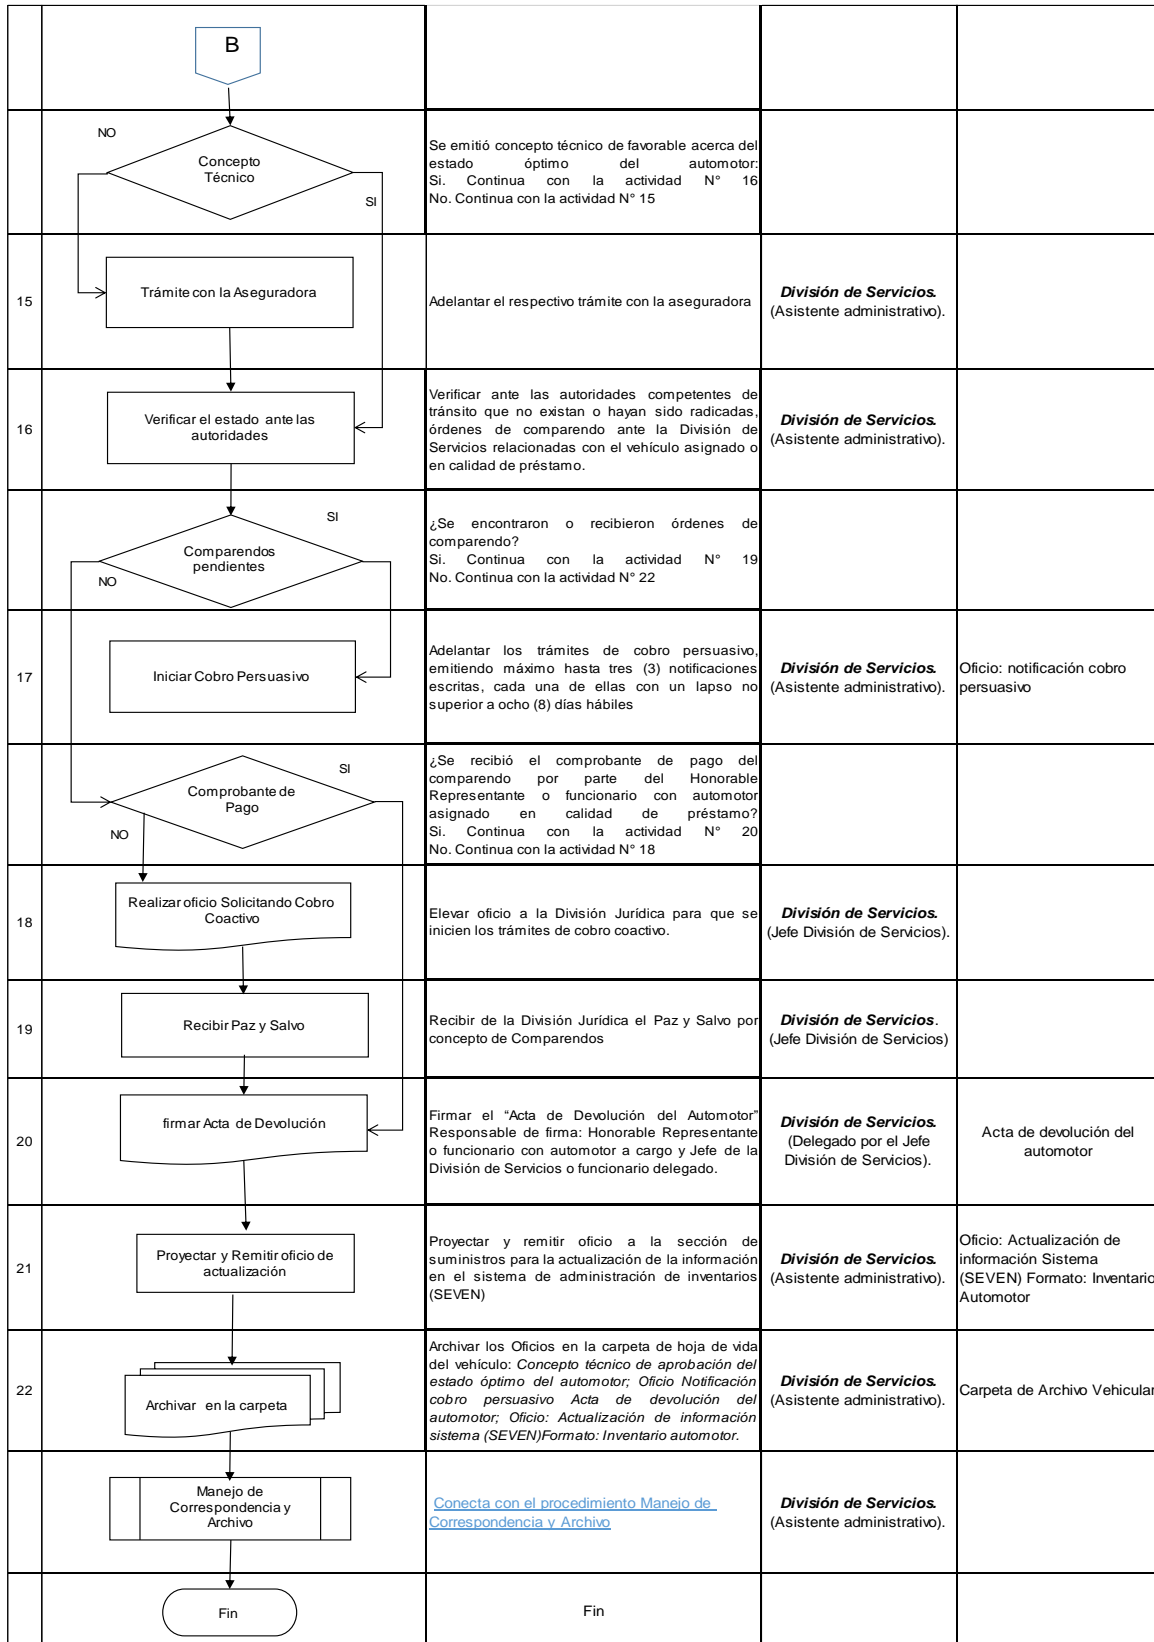 B
NO
Concepto
Técnico
SI
Se emitió concepto técnico de favorable acerca del
estado óptimo del automotor:
Si. Continua con la actividad N° 16
No. Continua con la actividad N° 15
15
Trámite con la Aseguradora
Adelantar el respectivo trámite con la aseguradora
División de Servicios.
(Asistente administrativo).
16
Verificar el estado ante las
autoridades
Verificar ante las autoridades competentes de
tránsito que no existan o hayan sido radicadas,
órdenes de comparendo ante la División de
Servicios relacionadas con el vehículo asignado o
en calidad de préstamo.
División de Servicios.
(Asistente administrativo).
SI
Comparendos
pendientes
NO
¿Se encontraron o recibieron órdenes de
comparendo?
Si. Continua con la actividad N° 19
No. Continua con la actividad N° 22
17
Iniciar Cobro Persuasivo
Adelantar los trámites de cobro persuasivo,
emitiendo máximo hasta tres (3) notificaciones
escritas, cada una de ellas con un lapso no
superior a ocho (8) días hábiles
División de Servicios.
(Asistente administrativo).
Oficio: notificación cobro
persuasivo
SI
Comprobante de
Pago
NO
¿Se recibió el comprobante de pago del
comparendo por parte del Honorable
Representante o funcionario con automotor
asignado en calidad de préstamo?
Si. Continua con la actividad N° 20
No. Continua con la actividad N° 18
18
Realizar oficio Solicitando Cobro
Coactivo
Elevar oficio a la División Jurídica para que se
inicien los trámites de cobro coactivo.
División de Servicios.
(Jefe División de Servicios).
19
Recibir Paz y Salvo
Recibir de la División Jurídica el Paz y Salvo por
concepto de Comparendos
División de Servicios.
(Jefe División de Servicios)
20
firmar Acta de Devolución
Firmar el “Acta de Devolución del Automotor”
Responsable de firma: Honorable Representante
o funcionario con automotor a cargo y Jefe de la
División de Servicios o funcionario delegado.
División de Servicios.
(Delegado por el Jefe
División de Servicios).
Acta de devolución del
automotor
21
Proyectar y Remitir oficio de
actualización
Proyectar y remitir oficio a la sección de
suministros para la actualización de la información
en el sistema de administración de inventarios
(SEVEN)
División de Servicios.
(Asistente administrativo).
Oficio: Actualización de
información Sistema
(SEVEN) Formato: Inventario
Automotor
22
Archivar en la carpeta
Archivar los Oficios en la carpeta de hoja de vida
del vehículo: Concepto técnico de aprobación del
estado óptimo del automotor; Oficio Notificación
cobro persuasivo Acta de devolución del
automotor; Oficio: Actualización de información
sistema (SEVEN)Formato: Inventario automotor.
División de Servicios.
(Asistente administrativo).
Carpeta de Archivo Vehicular
Manejo de
Correspondencia y
Archivo
Conecta con el procedimiento Manejo de
Correspondencia y Archivo
División de Servicios.
(Asistente administrativo).
Fin
Fin